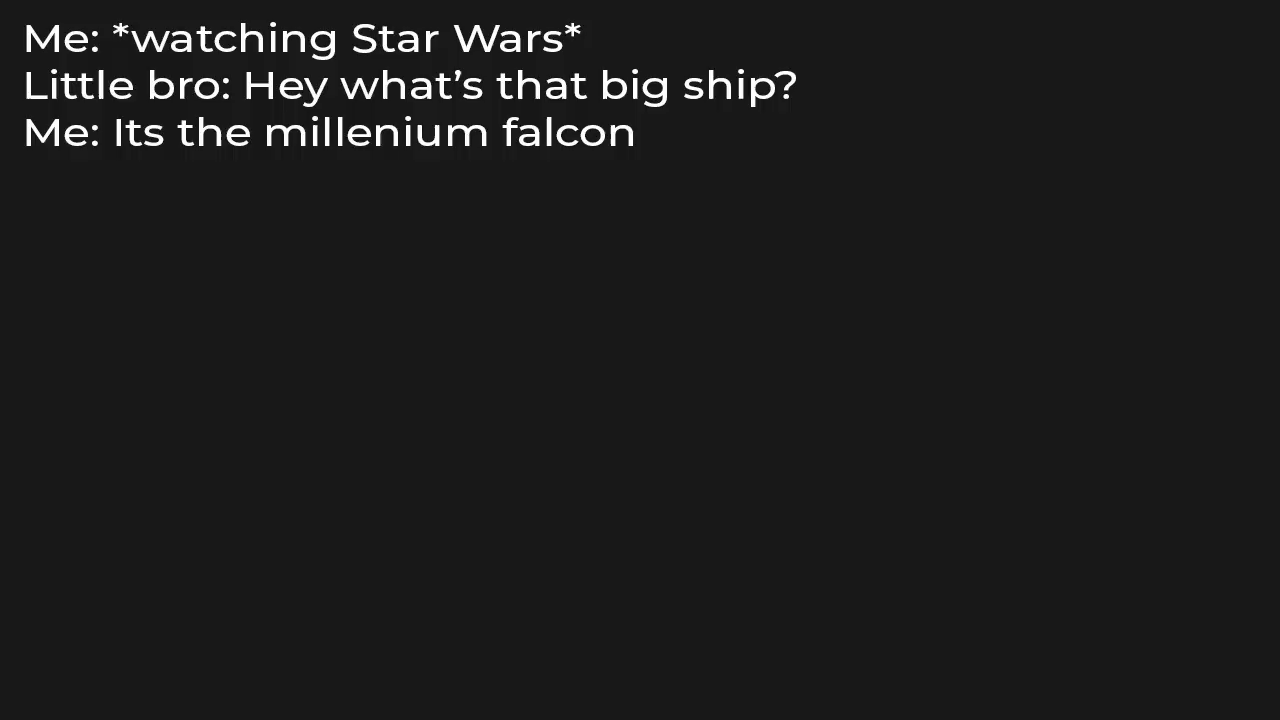 Me: *watching Star Wars*
Little bro: Hey what’s that big ship?
Me: Its the millenium falcon